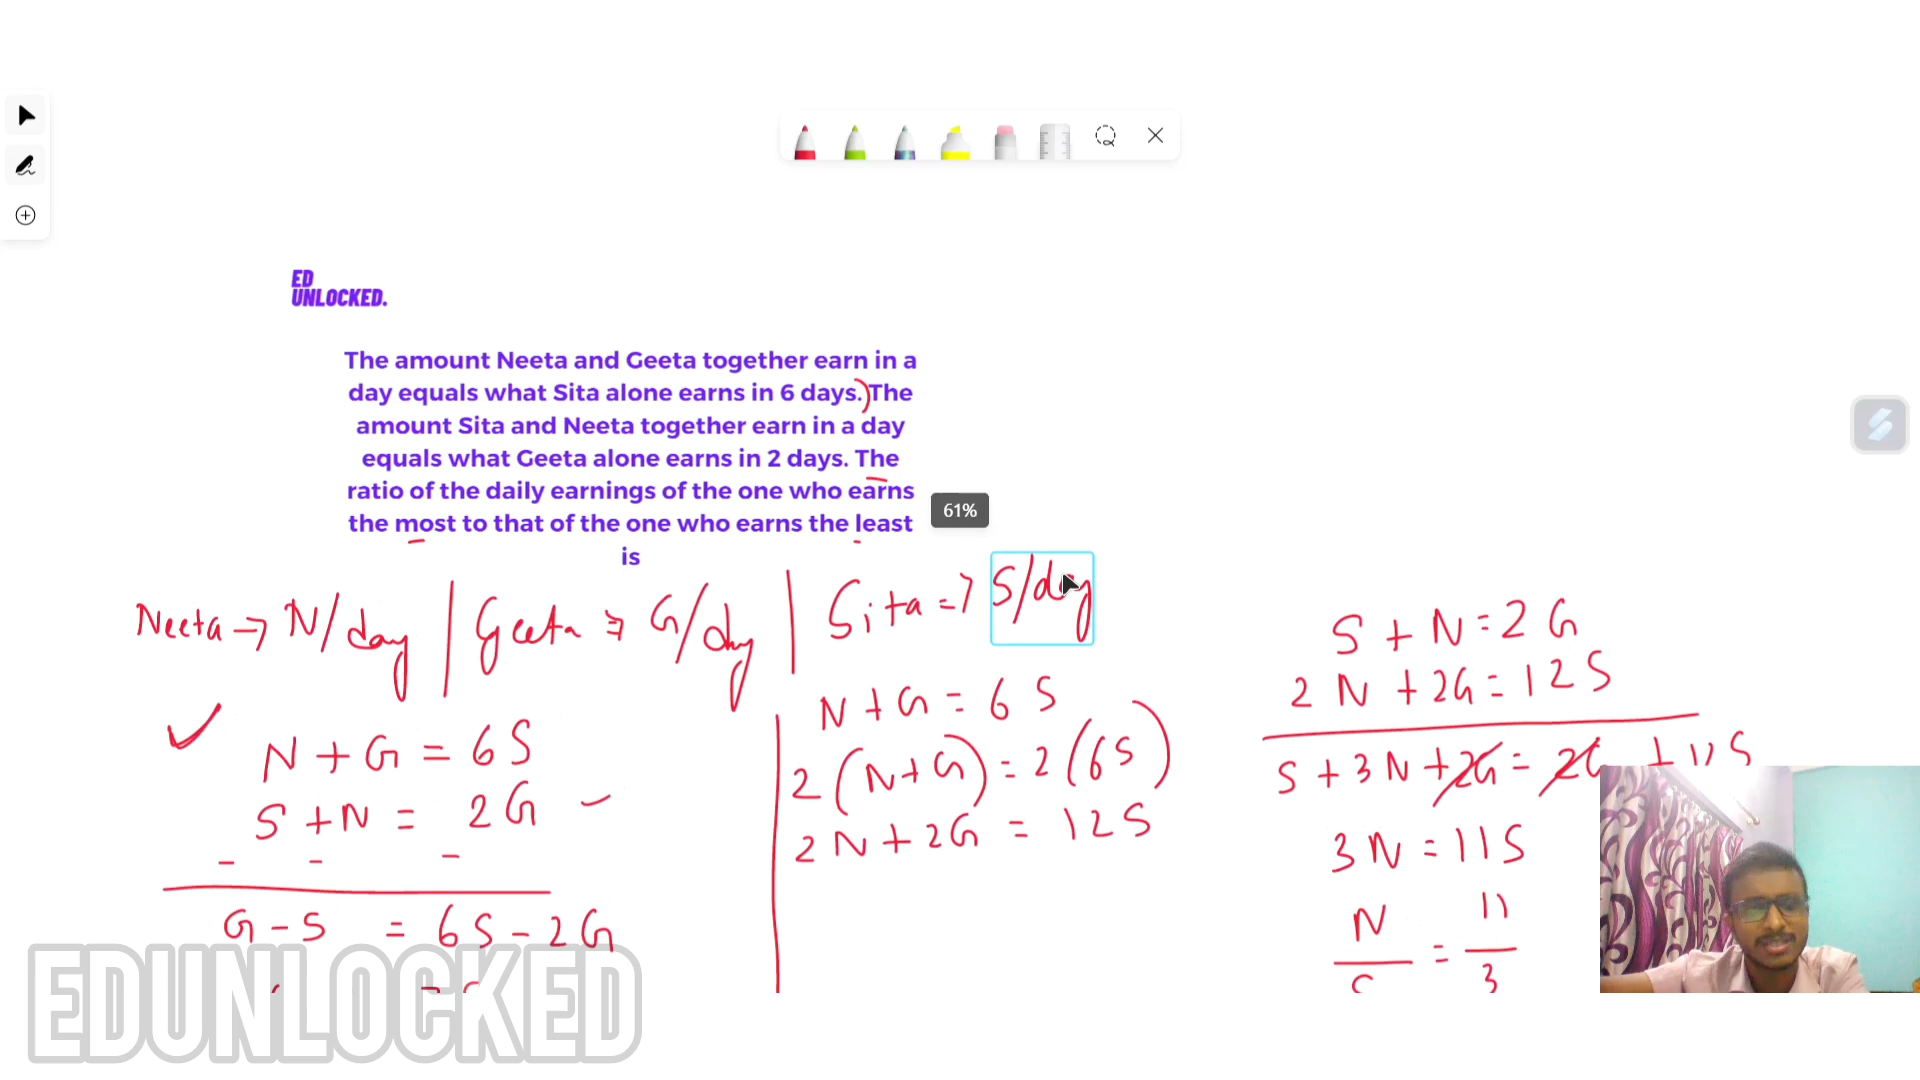 ED
UNLOCKED.
The amount Neeta and Geeta together earn in a
day equals what Sita alone earns in 6 days. The
amount Sita and Neeta together earn in a day
equals what Geeta alone earns in 2 days. The
ratio of the daily earnings of the one who earns
the most to that of the one who earns the least
is
61%
Neeta → N/day | Geeta → G/day | Sita => S/day
N + G = 6S
S + N = 2G
G - S = 6S - 2G
N + G = 6S
2(N+G) = 2(6S)
2N + 2G = 12S
S + N = 2G
2N + 2G = 12S
S + 3N + 2G = 2G + 11S
3N = 11S
N
= 11
3
EDUNLOCKED